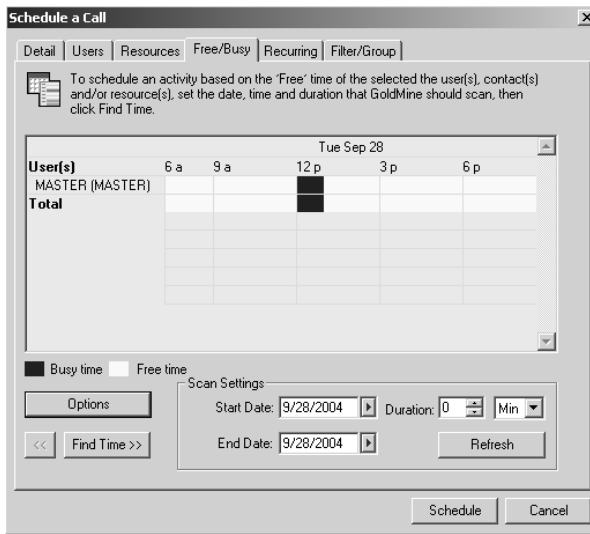 Schedule a Call
Detail Users Resources Free/Busy Recurring Filter/Group
To schedule an activity based on the 'Free' time of the selected the user(s), contact(s)
and/or resource(s), set the date, time and duration that GoldMine should scan, then
click Find Time.
Tue Sep 28
User(s) 6 a 9 a 12 p 3 p 6 p
MASTER (MASTER)
Total
Busy time Free time
Scan Settings
Options Start Date: 9/28/2004 Duration: 0 Min
<< Find Time >> End Date: 9/28/2004 Refresh
Schedule Cancel